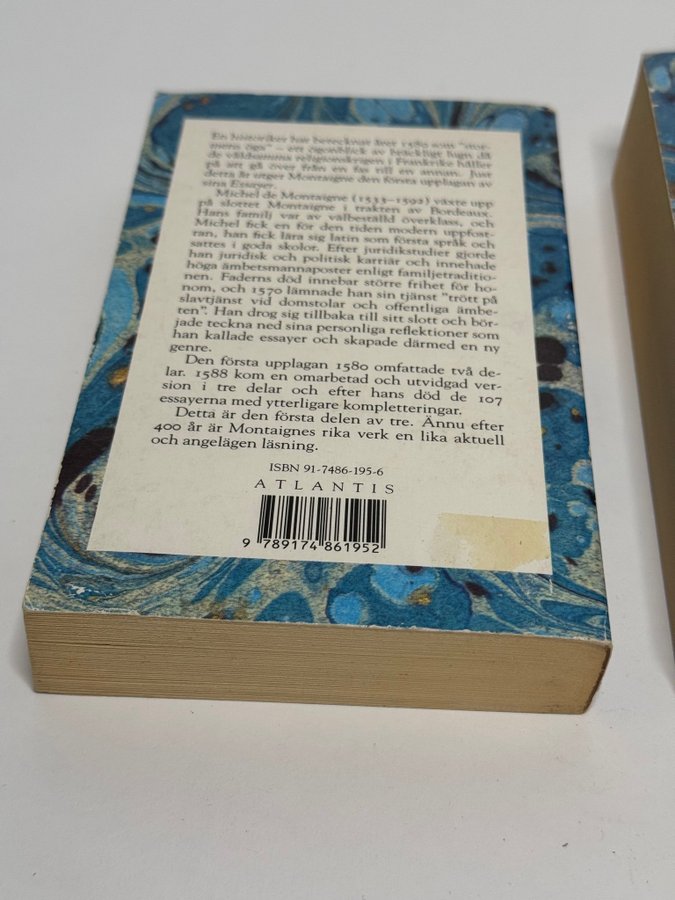 En historiker har betecknat året 1580 som "stor-
mens öga" – ett ögonblick av bräckligt lugn då
de våldsamma religionskrigen i Frankrike håller
på att gå över från en fas till en annan. Just
detta år utger Montaigne den första upplagan av
sina Essayer.
Michel de Montaigne (1533–1592) växte upp
på slottet Montaigne i trakten av Bordeaux.
Hans familj var av välbeställd överklass, och
Michel fick en för den tiden modern uppfost-
ran, han fick lära sig latin som första språk och
sattes i goda skolor. Efter juridikstudier gjorde
han juridisk och politisk karriär och innehade
höga ämbetsmannaposter enligt familjetraditio-
nen. Faderns död innebar större frihet för ho-
nom, och 1570 lämnade han sin tjänst "trött på
slavtjänst vid domstolar och offentliga ämbe-
ten". Han drog sig tillbaka till sitt slott och bör-
jade teckna ned sina personliga reflektioner som
han kallade essayer och skapade därmed en ny
genre.
Den första upplagan 1580 omfattade två de-
lar. 1588 kom en omarbetad och utvidgad ver-
sion i tre delar och efter hans död de 107
essayerna med ytterligare kompletteringar.
Detta är den första delen av tre. Ännu efter
400 år är Montaignes rika verk en lika aktuell
och angelägen läsning.
ISBN 91-7486-195-6
ATLANTIS
9 789174 861952